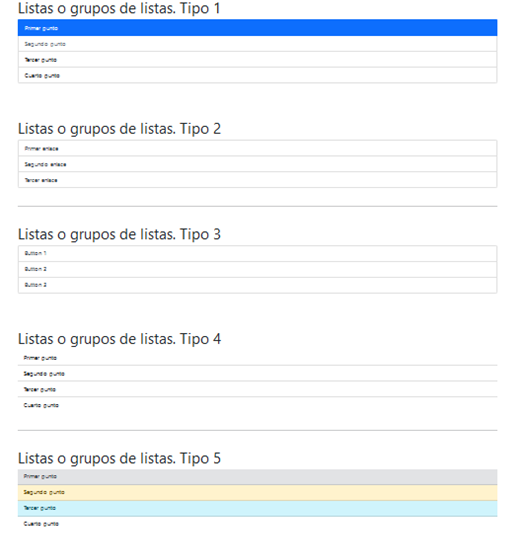 Listas o grupos de listas. Tipo 1
Primer punto
Segundo punto
Tercer punto
Cuarto punto
Listas o grupos de listas. Tipo 2
Primer enlace
Segundo enlace
Tercer enlace
Listas o grupos de listas. Tipo 3
Button 1
Button 2
Button 3
Listas o grupos de listas. Tipo 4
Primer punto
Segundo punto
Tercer punto
Cuarto punto
Listas o grupos de listas. Tipo 5
Primer punto
Segundo punto
Tercer punto
Cuarto punto